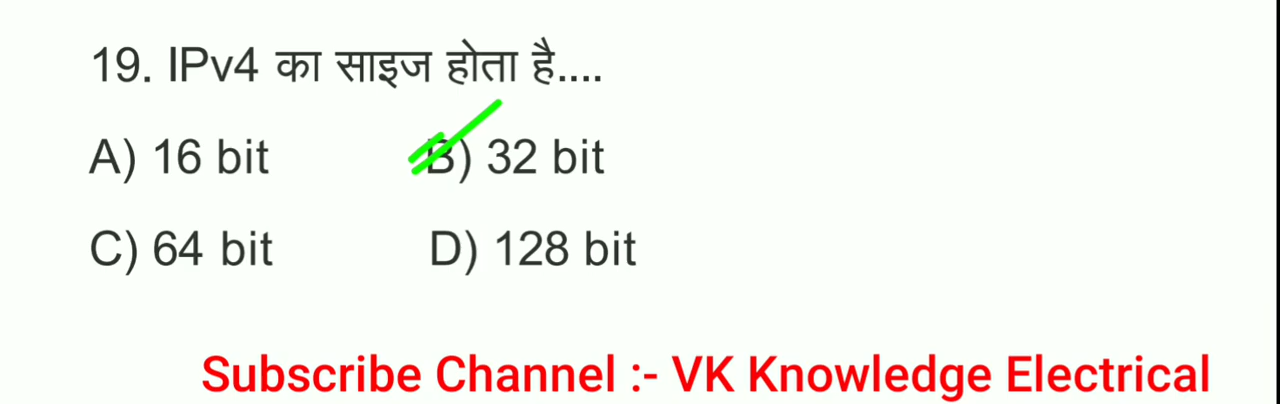 19. IPv4 का साइज होता है....
A) 16 bit B) 32 bit
C) 64 bit D) 128 bit
Subscribe Channel :- VK Knowledge Electrical